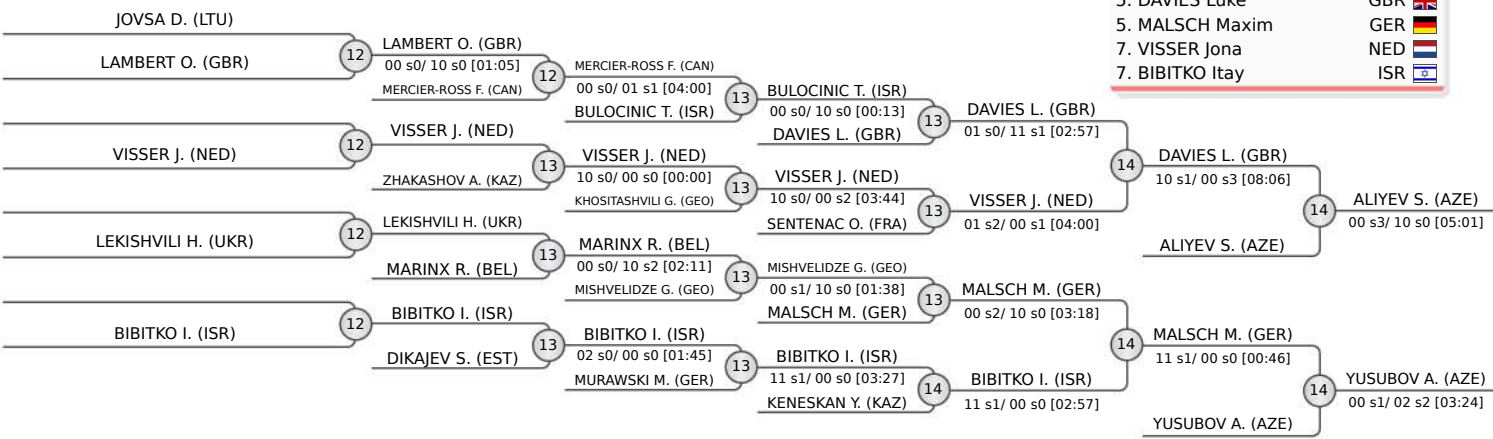 5. DAVIES Luke GBR
5. MALSCH Maxim GER
7. VISSER Jona NED
7. BIBITKO Itay ISR
JOVSA D. (LTU)
LAMBERT O. (GBR)
12
LAMBERT O. (GBR)
00 s0/ 10 s0 [01:05]
MERCIER-ROSS F. (CAN)
12
MERCIER-ROSS F. (CAN)
00 s0/ 01 s1 [04:00]
BULOCINIC T. (ISR)
13
BULOCINIC T. (ISR)
00 s0/ 10 s0 [00:13]
DAVIES L. (GBR)
13
DAVIES L. (GBR)
01 s0/ 11 s1 [02:57]
VISSER J. (NED)
12
VISSER J. (NED)
ZHAKASHOV A. (KAZ)
13
VISSER J. (NED)
10 s0/ 00 s0 [00:00]
KHOSITASHVILI G. (GEO)
13
VISSER J. (NED)
10 s0/ 00 s2 [03:44]
SENTENAC O. (FRA)
13
VISSER J. (NED)
01 s2/ 00 s1 [04:00]
14
DAVIES L. (GBR)
10 s1/ 00 s3 [08:06]
ALIYEV S. (AZE)
14
ALIYEV S. (AZE)
00 s3/ 10 s0 [05:01]
LEKISHVILI H. (UKR)
12
LEKISHVILI H. (UKR)
MARINX R. (BEL)
13
MARINX R. (BEL)
00 s0/ 10 s2 [02:11]
MISHVELIDZE G. (GEO)
13
MISHVELIDZE G. (GEO)
00 s1/ 10 s0 [01:38]
MALSCH M. (GER)
13
MALSCH M. (GER)
00 s2/ 10 s0 [03:18]
BIBITKO I. (ISR)
12
BIBITKO I. (ISR)
DIKAJEV S. (EST)
13
BIBITKO I. (ISR)
02 s0/ 00 s0 [01:45]
MURAWSKI M. (GER)
13
BIBITKO I. (ISR)
11 s1/ 00 s0 [03:27]
KENESKAN Y. (KAZ)
14
BIBITKO I. (ISR)
11 s1/ 00 s0 [02:57]
14
MALSCH M. (GER)
11 s1/ 00 s0 [00:46]
YUSUBOV A. (AZE)
14
YUSUBOV A. (AZE)
00 s1/ 02 s2 [03:24]